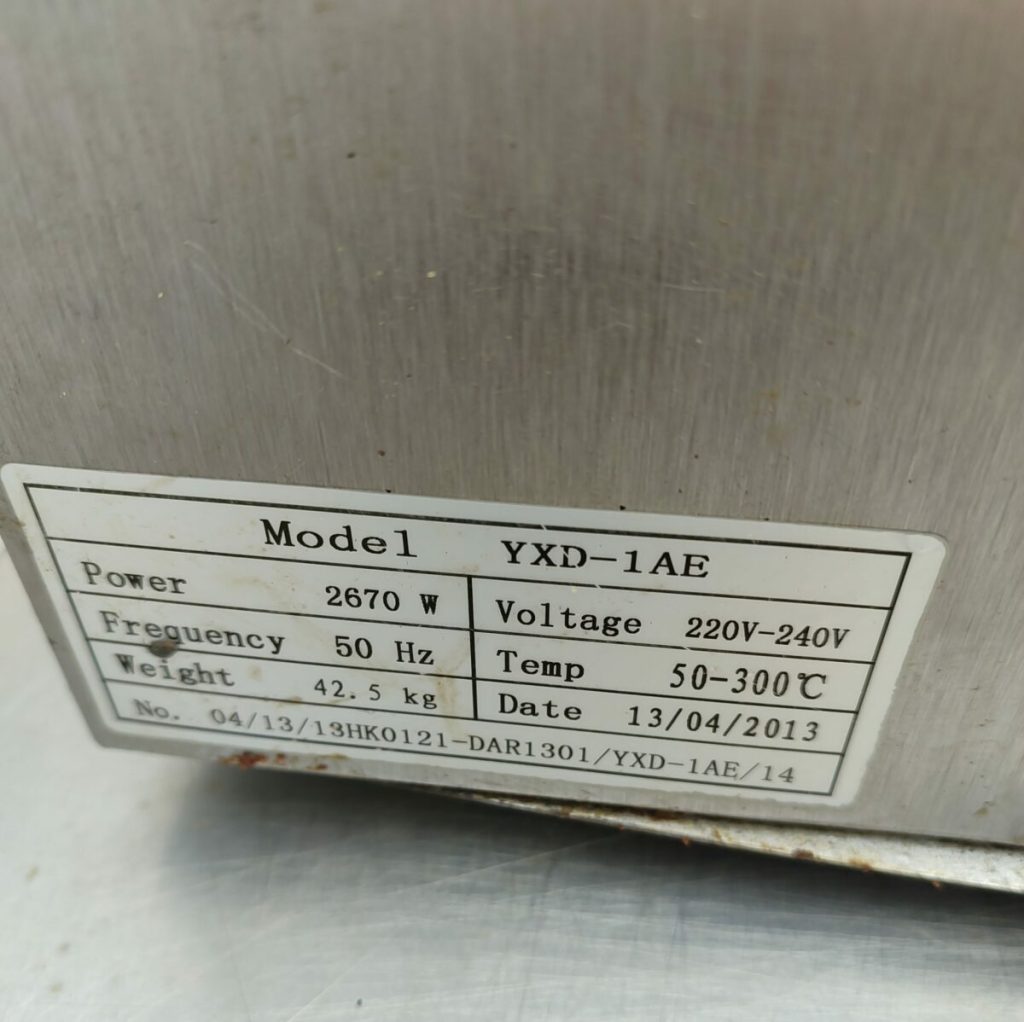 Model YXD-1AE
Power 2670 W Voltage 220V-240V
Frequency 50 Hz Temp 50-300℃
Weight 42.5 kg Date 13/04/2013
No. 04/13/13HK0121-DAR1301/YXD-1AE/14